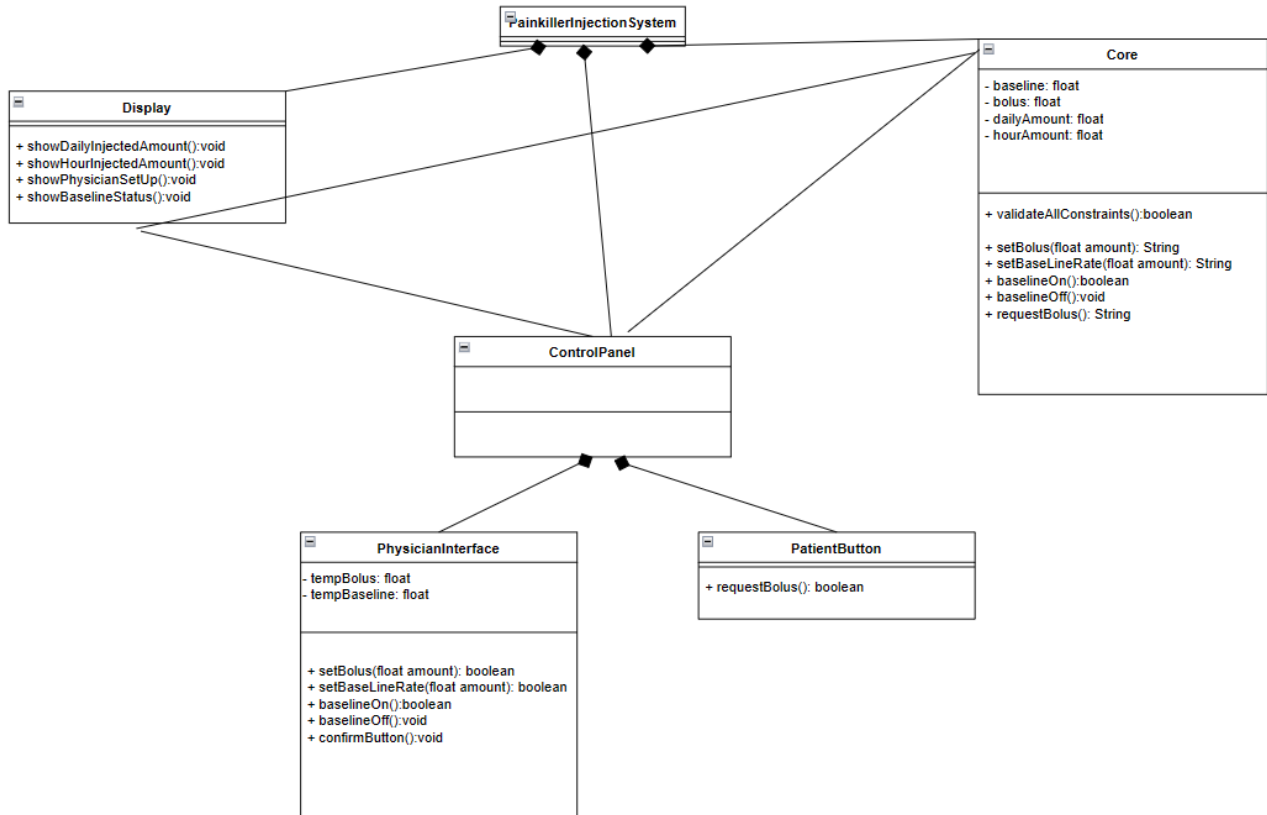 PainkillerInjectionSystem
Display
+ showDailyInjectedAmount():void
+ showHourInjectedAmount():void
+ showPhysicianSetUp():void
+ showBaselineStatus():void
Core
- baseline: float
- bolus: float
- dailyAmount: float
- hourAmount: float
+ validateAllConstraints():boolean
+ setBolus(float amount): String
+ setBaseLineRate(float amount): String
+ baselineOn():boolean
+ baselineOff():void
+ requestBolus(): String
ControlPanel
PhysicianInterface
- tempBolus: float
- tempBaseline: float
+ setBolus(float amount): boolean
+ setBaseLineRate(float amount): boolean
+ baselineOn():boolean
+ baselineOff():void
+ confirmButton():void
PatientButton
+ requestBolus(): boolean